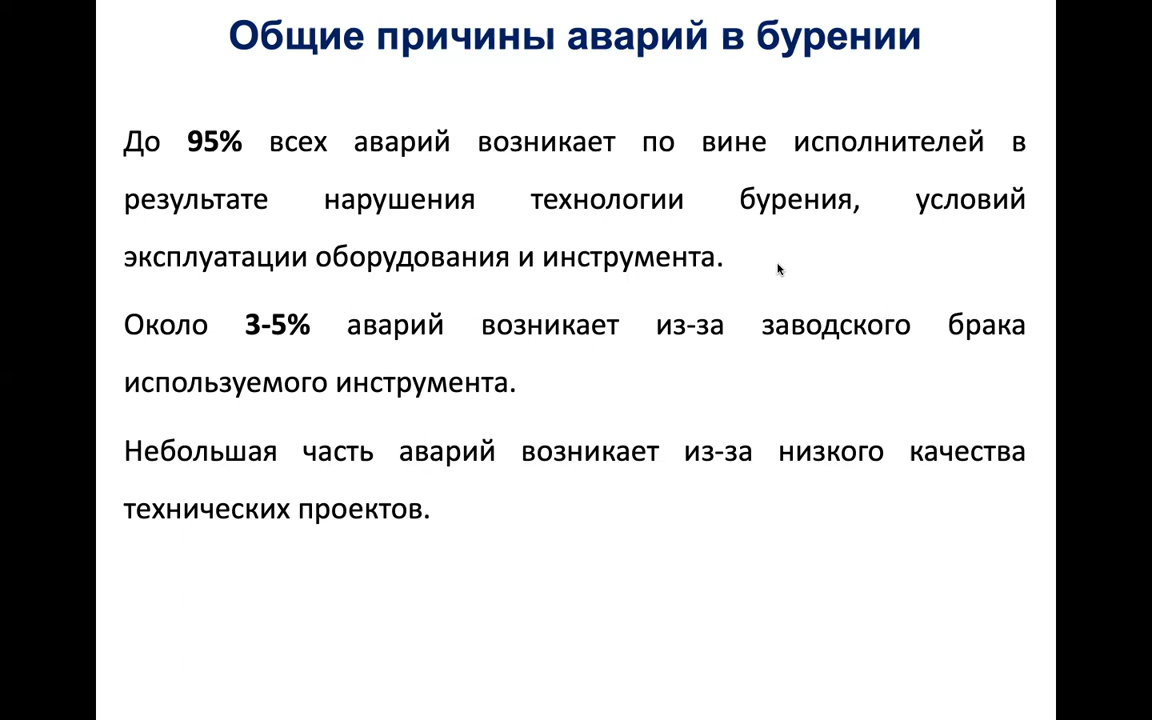 Общие причины аварий в бурении
До 95% всех аварий возникает по вине исполнителей в
результате нарушения технологии бурения, условий
эксплуатации оборудования и инструмента.
Около 3-5% аварий возникает из-за заводского брака
используемого инструмента.
Небольшая часть аварий возникает из-за низкого качества
технических проектов.